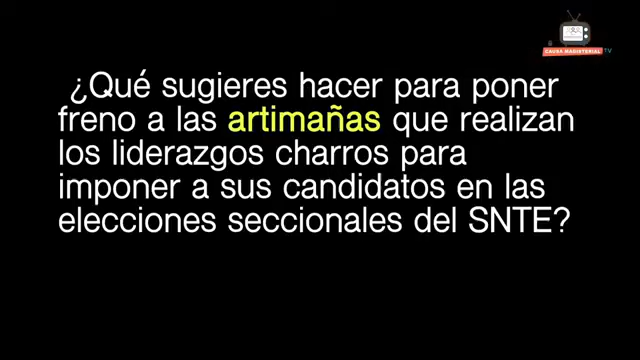 CAUSA MAGISTERIAL TV
¿Qué sugieres hacer para poner
freno a las artimañas que realizan
los liderazgos charros para
imponer a sus candidatos en las
elecciones seccionales del SNTE?